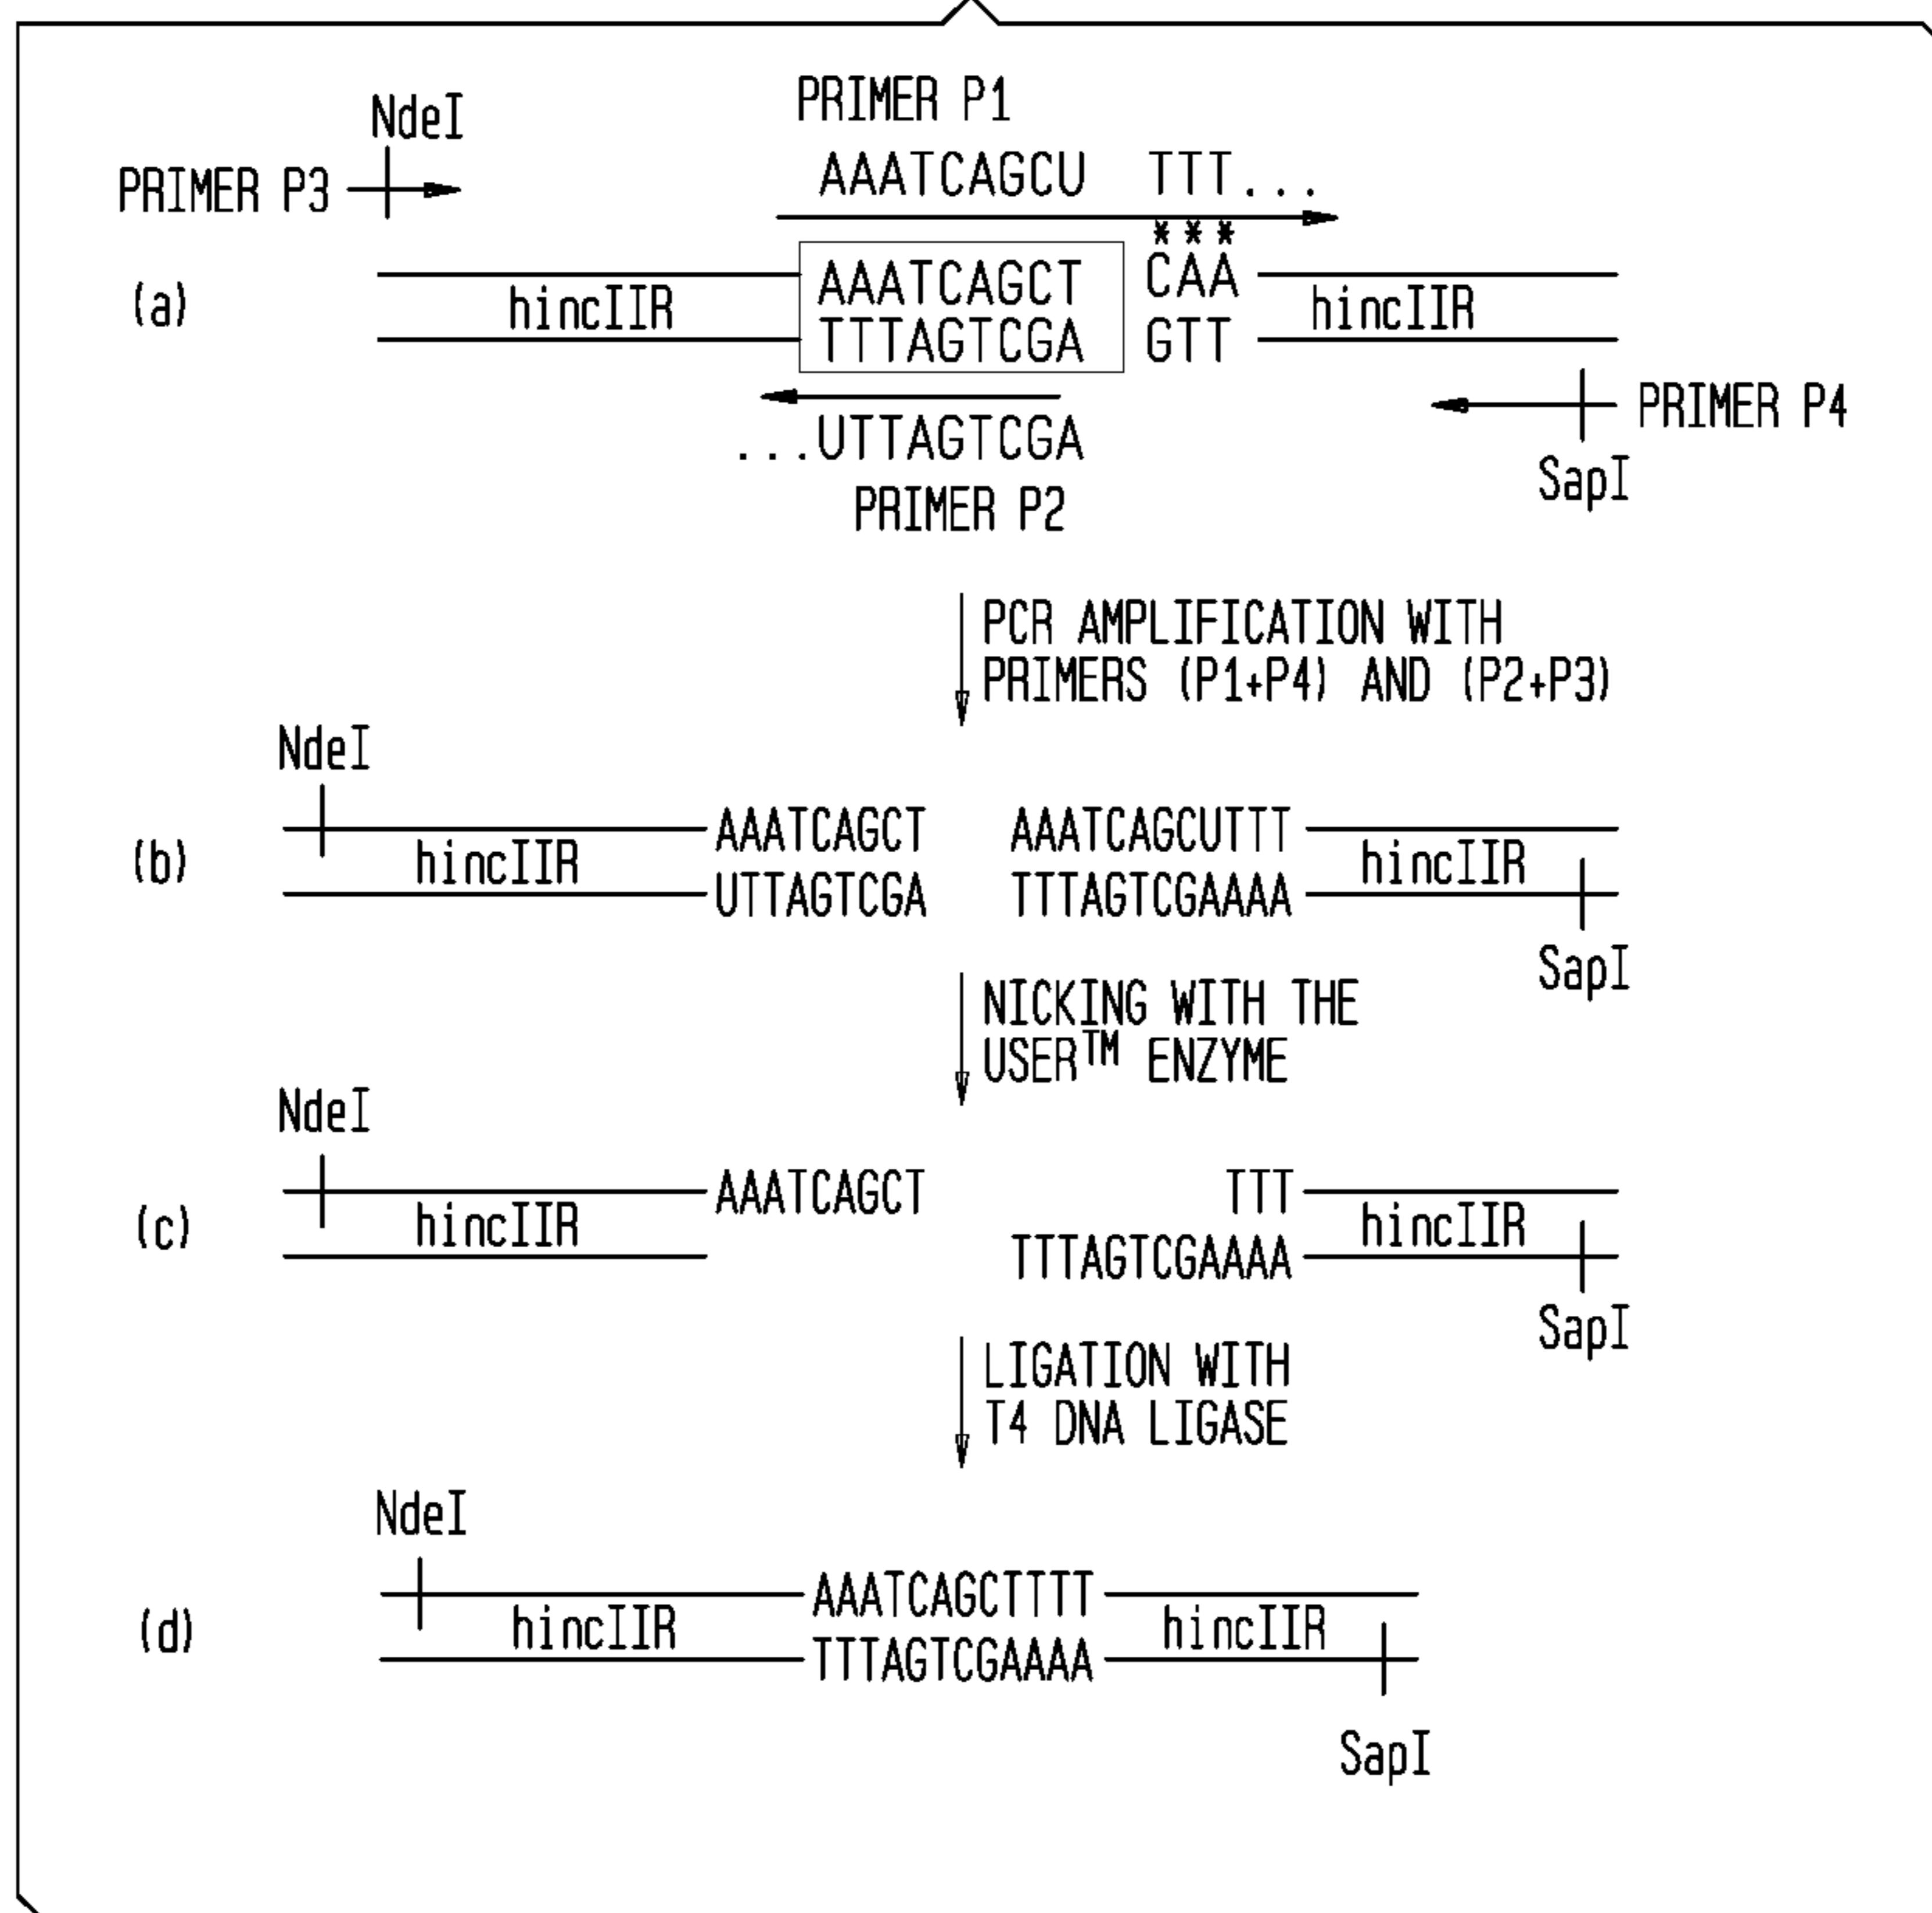 PRIMER P1
NdeI
AAATCAGCU TTT...
PRIMER P3
* * *
AAATCAGCT CAA
(a) hincIIR hincIIR
TTTAGTCGA GTT
PRIMER P4
...UTTAGTCGA
SapI
PRIMER P2
PCR AMPLIFICATION WITH
PRIMERS (P1+P4) AND (P2+P3)
NdeI
AAATCAGCT AAATCAGCUTTT
(b) hincIIR hincIIR
UTTAGTCGA TTTAGTCGAAAA
SapI
NICKING WITH THE
USER™ ENZYME
NdeI
AAATCAGCT TTT
(c) hincIIR hincIIR
TTTAGTCGAAAA
SapI
LIGATION WITH
T4 DNA LIGASE
NdeI
AAATCAGCTTTT
(d) hincIIR hincIIR
TTTAGTCGAAAA
SapI